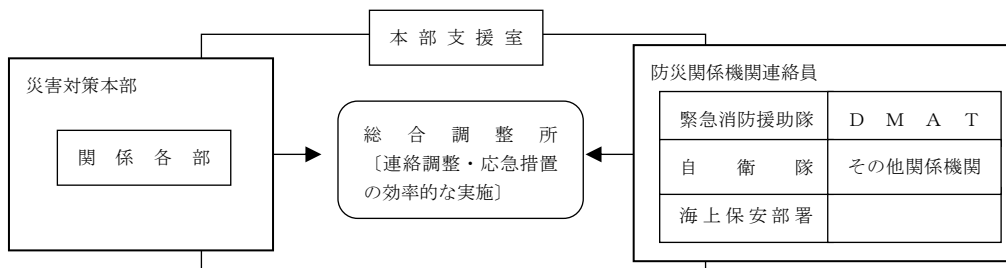 本部支援室
災害対策本部
関係各部
総合調整所
〔連絡調整・応急措置
の効率的な実施〕
防災関係機関連絡員
緊急消防援助隊 DMAT
自衛隊 その他関係機関
海上保安部署